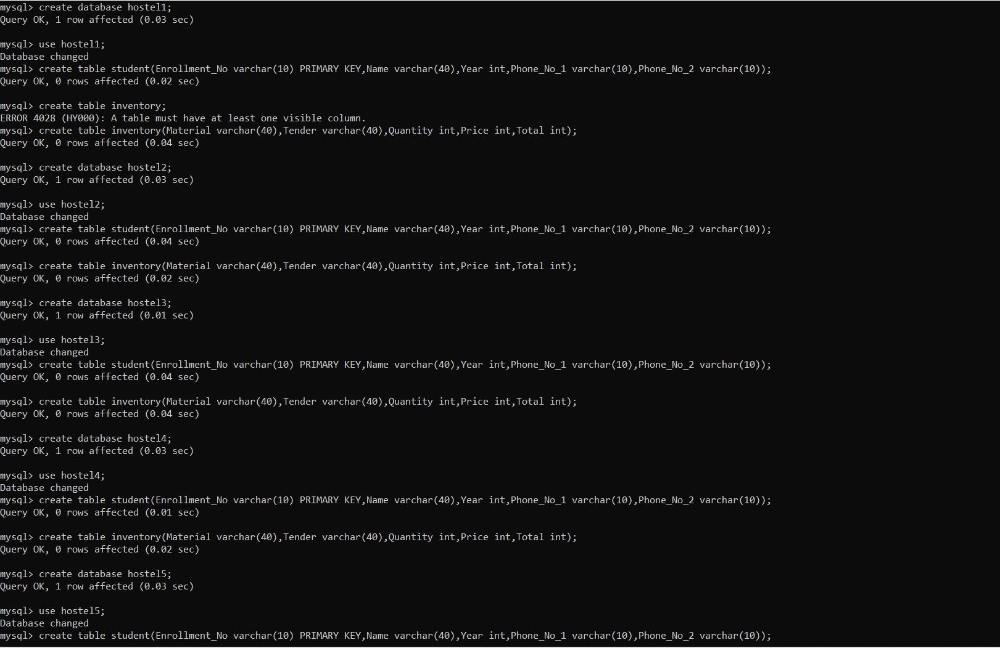 mysql> create database hostel1;
Query OK, 1 row affected (0.03 sec)
mysql> use hostel1;
Database changed
mysql> create table student(Enrollment_No varchar(10) PRIMARY KEY,Name varchar(40),Year int,Phone_No_1 varchar(10),Phone_No_2 varchar(10));
Query OK, 0 rows affected (0.02 sec)
mysql> create table inventory;
ERROR 4028 (HY000): A table must have at least one visible column.
mysql> create table inventory(Material varchar(40),Tender varchar(40),Quantity int,Price int,Total int);
Query OK, 0 rows affected (0.04 sec)
mysql> create database hostel2;
Query OK, 1 row affected (0.03 sec)
mysql> use hostel2;
Database changed
mysql> create table student(Enrollment_No varchar(10) PRIMARY KEY,Name varchar(40),Year int,Phone_No_1 varchar(10),Phone_No_2 varchar(10));
Query OK, 0 rows affected (0.04 sec)
mysql> create table inventory(Material varchar(40),Tender varchar(40),Quantity int,Price int,Total int);
Query OK, 0 rows affected (0.02 sec)
mysql> create database hostel3;
Query OK, 1 row affected (0.01 sec)
mysql> use hostel3;
Database changed
mysql> create table student(Enrollment_No varchar(10) PRIMARY KEY,Name varchar(40),Year int,Phone_No_1 varchar(10),Phone_No_2 varchar(10));
Query OK, 0 rows affected (0.04 sec)
mysql> create table inventory(Material varchar(40),Tender varchar(40),Quantity int,Price int,Total int);
Query OK, 0 rows affected (0.04 sec)
mysql> create database hostel4;
Query OK, 1 row affected (0.03 sec)
mysql> use hostel4;
Database changed
mysql> create table student(Enrollment_No varchar(10) PRIMARY KEY,Name varchar(40),Year int,Phone_No_1 varchar(10),Phone_No_2 varchar(10));
Query OK, 0 rows affected (0.01 sec)
mysql> create table inventory(Material varchar(40),Tender varchar(40),Quantity int,Price int,Total int);
Query OK, 0 rows affected (0.02 sec)
mysql> create database hostel5;
Query OK, 1 row affected (0.03 sec)
mysql> use hostel5;
Database changed
mysql> create table student(Enrollment_No varchar(10) PRIMARY KEY,Name varchar(40),Year int,Phone_No_1 varchar(10),Phone_No_2 varchar(10));